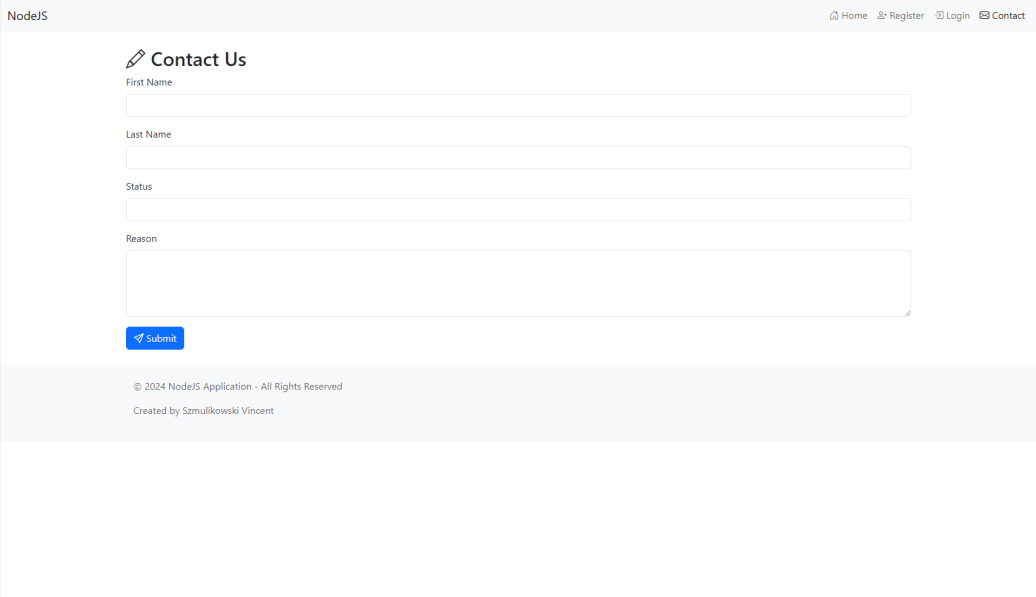 NodeJS Home Register Login Contact
Contact Us
First Name
Last Name
Status
Reason
Submit
© 2024 NodeJS Application - All Rights Reserved
Created by Szmulikowski Vincent